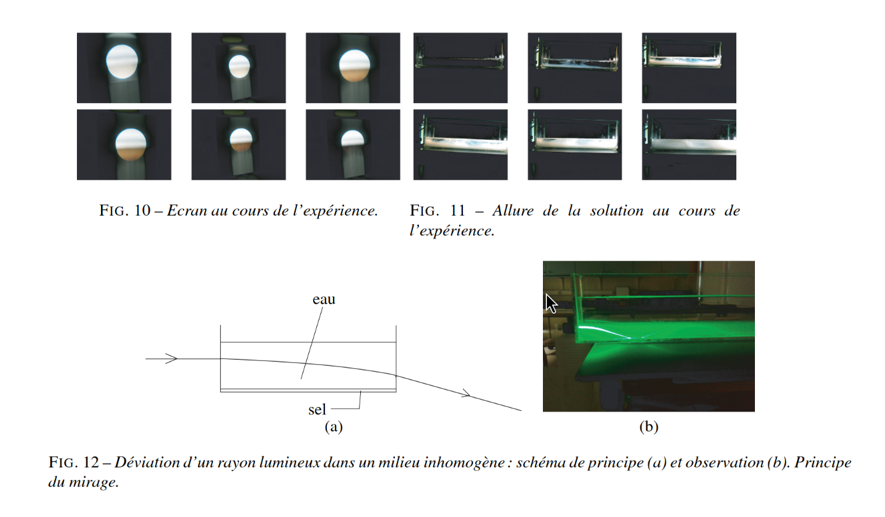 FIG. 10 – Ecran au cours de l'expérience.
FIG. 11 – Allure de la solution au cours de
l'expérience.
eau
sel
(a)
(b)
FIG. 12 – Déviation d'un rayon lumineux dans un milieu inhomogène : schéma de principe (a) et observation (b). Principe
du mirage.